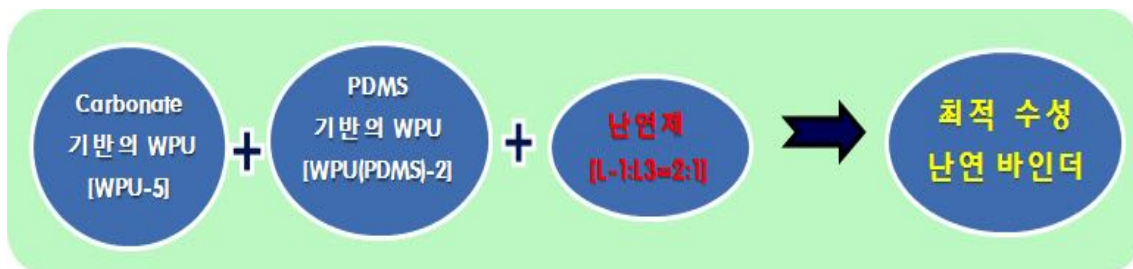 Carbonate
기반의 WPU
[WPU-5]
+
PDMS
기반의 WPU
[WPU(PDMS)-2]
+
난연제
[L-1:L3=2:1]
최적 수성
난연 바인더